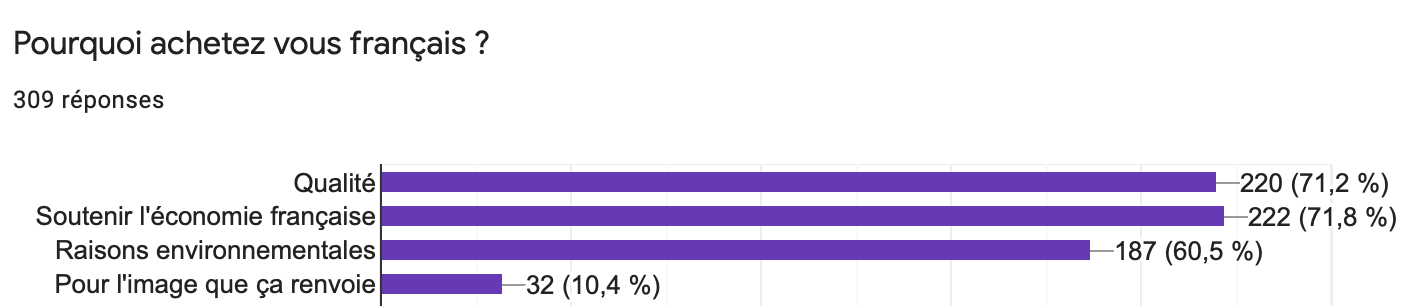 Pourquoi achetez vous français ?
309 réponses
Qualité 220 (71,2 %)
Soutenir l'économie française 222 (71,8 %)
Raisons environnementales 187 (60,5 %)
Pour l'image que ça renvoie 32 (10,4 %)